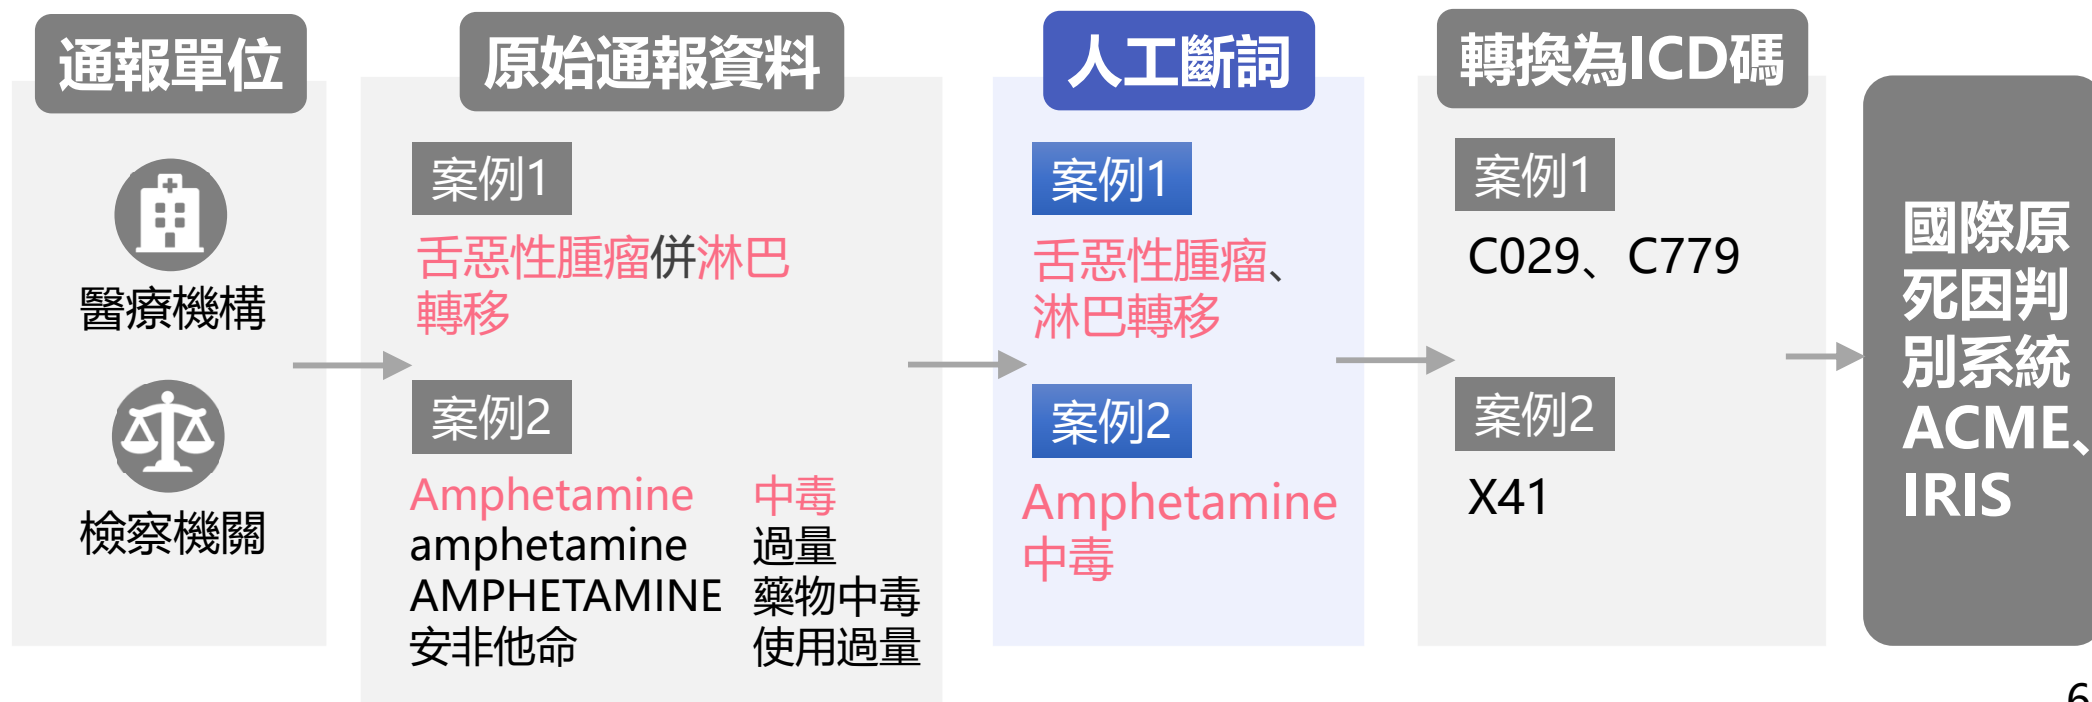 通報單位
醫療機構
檢察機關
原始通報資料
案例1
舌惡性腫瘤併淋巴
轉移
案例2
Amphetamine 中毒
amphetamine 過量
AMPHETAMINE 藥物中毒
安非他命 使用過量
人工斷詞
案例1
舌惡性腫瘤、
淋巴轉移
案例2
Amphetamine
中毒
轉換為ICD碼
案例1
C029、C779
案例2
X41
國際原
死因判
別系統
ACME、
IRIS
6